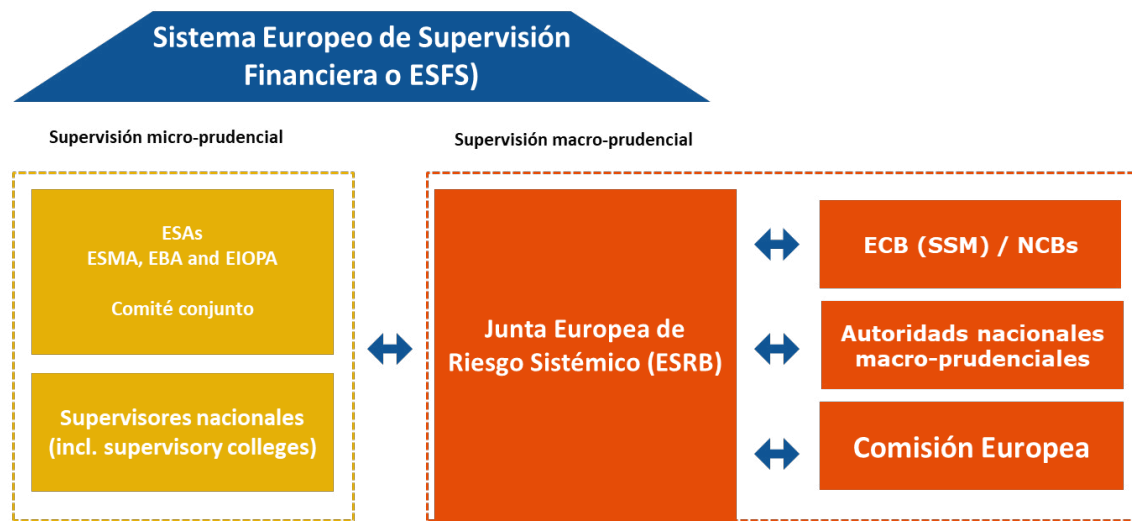 Sistema Europeo de Supervisión
Financiera o ESFS)
Supervisión micro-prudencial
Supervisión macro-prudencial
ESAs
ESMA, EBA and EIOPA
Comité conjunto
Supervisores nacionales
(incl. supervisory colleges)
Junta Europea de
Riesgo Sistémico (ESRB)
ECB (SSM) / NCBs
Autoridads nacionales
macro-prudenciales
Comisión Europea